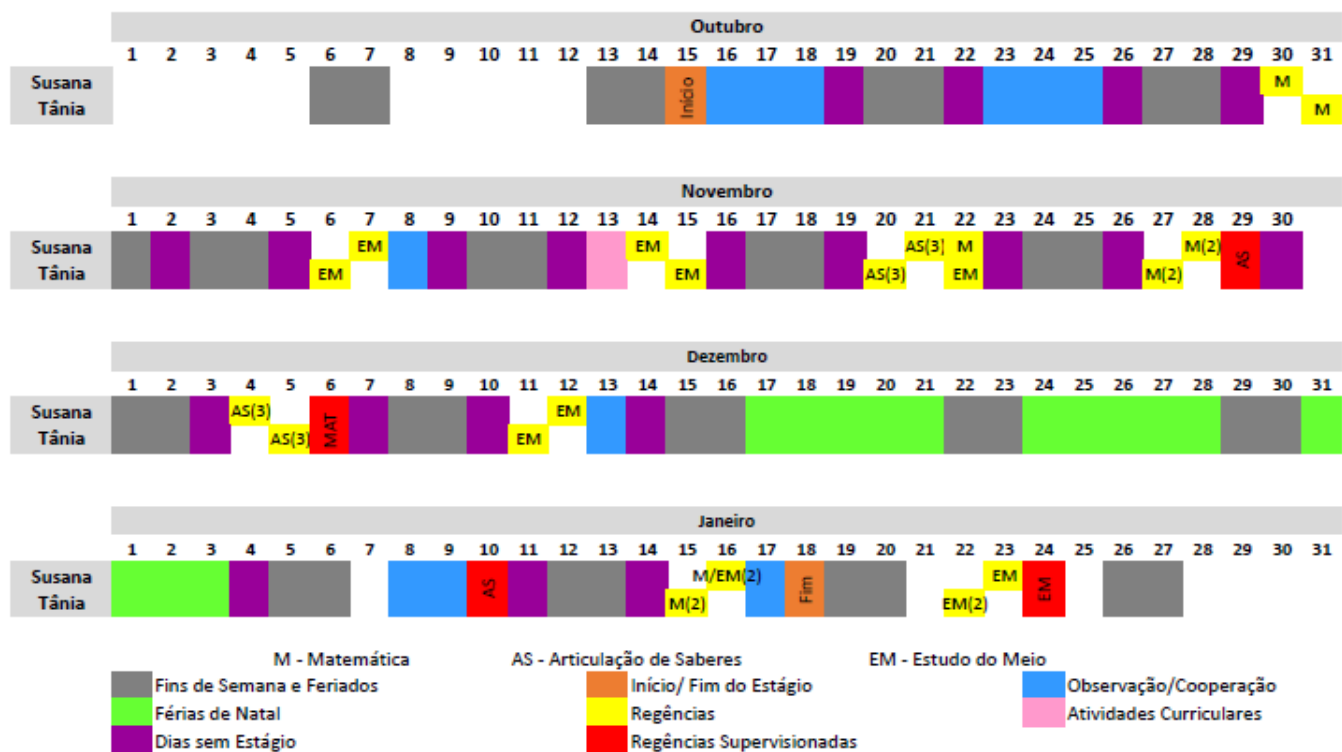 Outubro
1 2 3 4 5 6 7 8 9 10 11 12 13 14 15 16 17 18 19 20 21 22 23 24 25 26 27 28 29 30 31
Susana Início M
Tânia M
Novembro
1 2 3 4 5 6 7 8 9 10 11 12 13 14 15 16 17 18 19 20 21 22 23 24 25 26 27 28 29 30
Susana EM EM AS(3) M M(2) AS
Tânia EM EM AS(3) EM M(2)
Dezembro
1 2 3 4 5 6 7 8 9 10 11 12 13 14 15 16 17 18 19 20 21 22 23 24 25 26 27 28 29 30 31
Susana AS(3) MAT EM
Tânia AS(3) EM
Janeiro
1 2 3 4 5 6 7 8 9 10 11 12 13 14 15 16 17 18 19 20 21 22 23 24 25 26 27 28 29 30 31
Susana AS M/EM(2) Fim EM EM
Tânia M(2) EM(2)
M - Matemática AS - Articulação de Saberes EM - Estudo do Meio
Fins de Semana e Feriados Início/ Fim do Estágio Observação/Cooperação
Férias de Natal Regências Atividades Curriculares
Dias sem Estágio Regências Supervisionadas